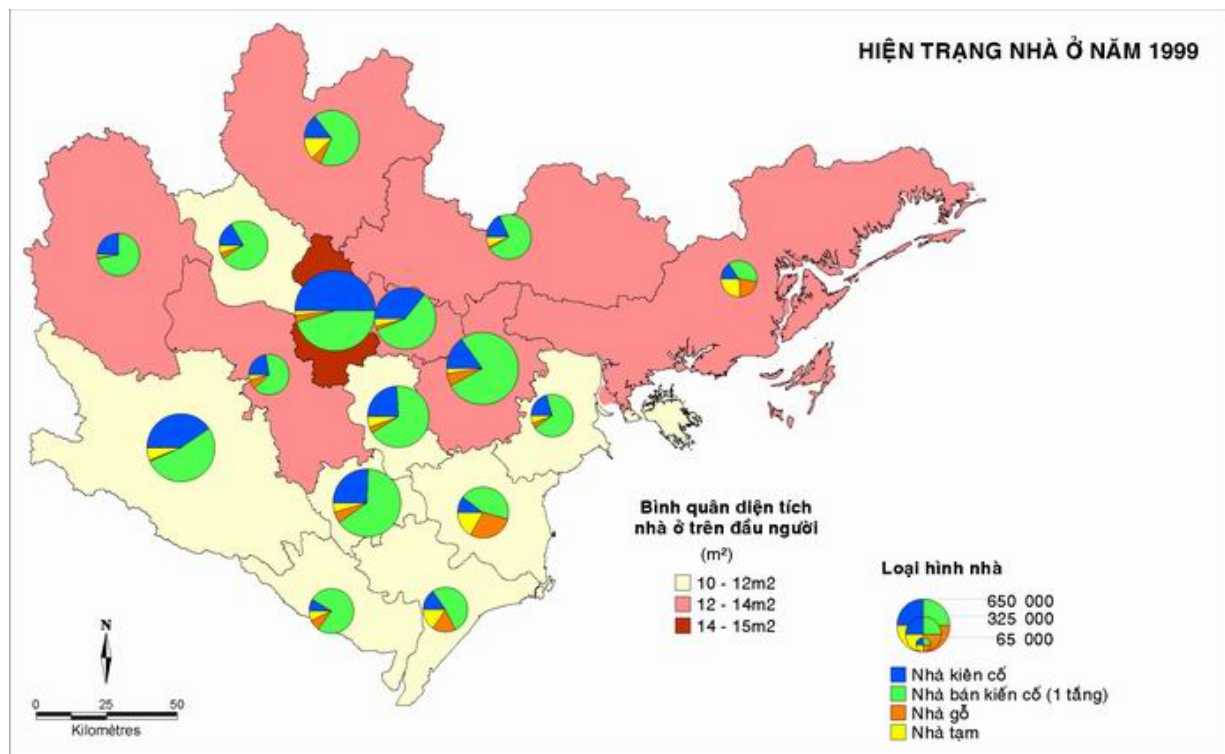 HIỆN TRẠNG NHÀ Ở NĂM 1999
Bình quân diện tích
nhà ở trên đầu người
(m²)
10 - 12m2
12 - 14m2
14 - 15m2
Loại hình nhà
650 000
325 000
65 000
Nhà kiên cố
Nhà bán kiến cố (1 tầng)
Nhà gỗ
Nhà tạm
N
0 25 50
Kilomètres